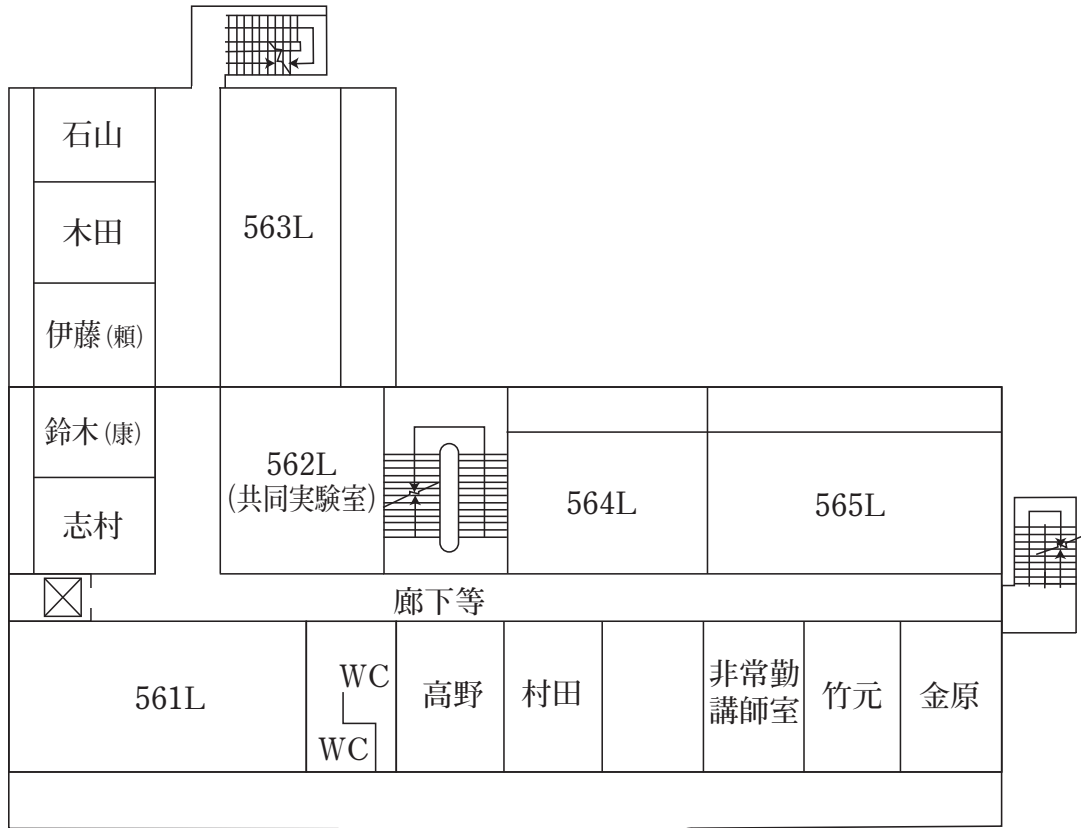 石山
木田
563L
伊藤(頼)
鈴木(康)
562L
(共同実験室)
564L
565L
志村
廊下等
561L
WC
WC
高野
村田
非常勤
講師室
竹元
金原